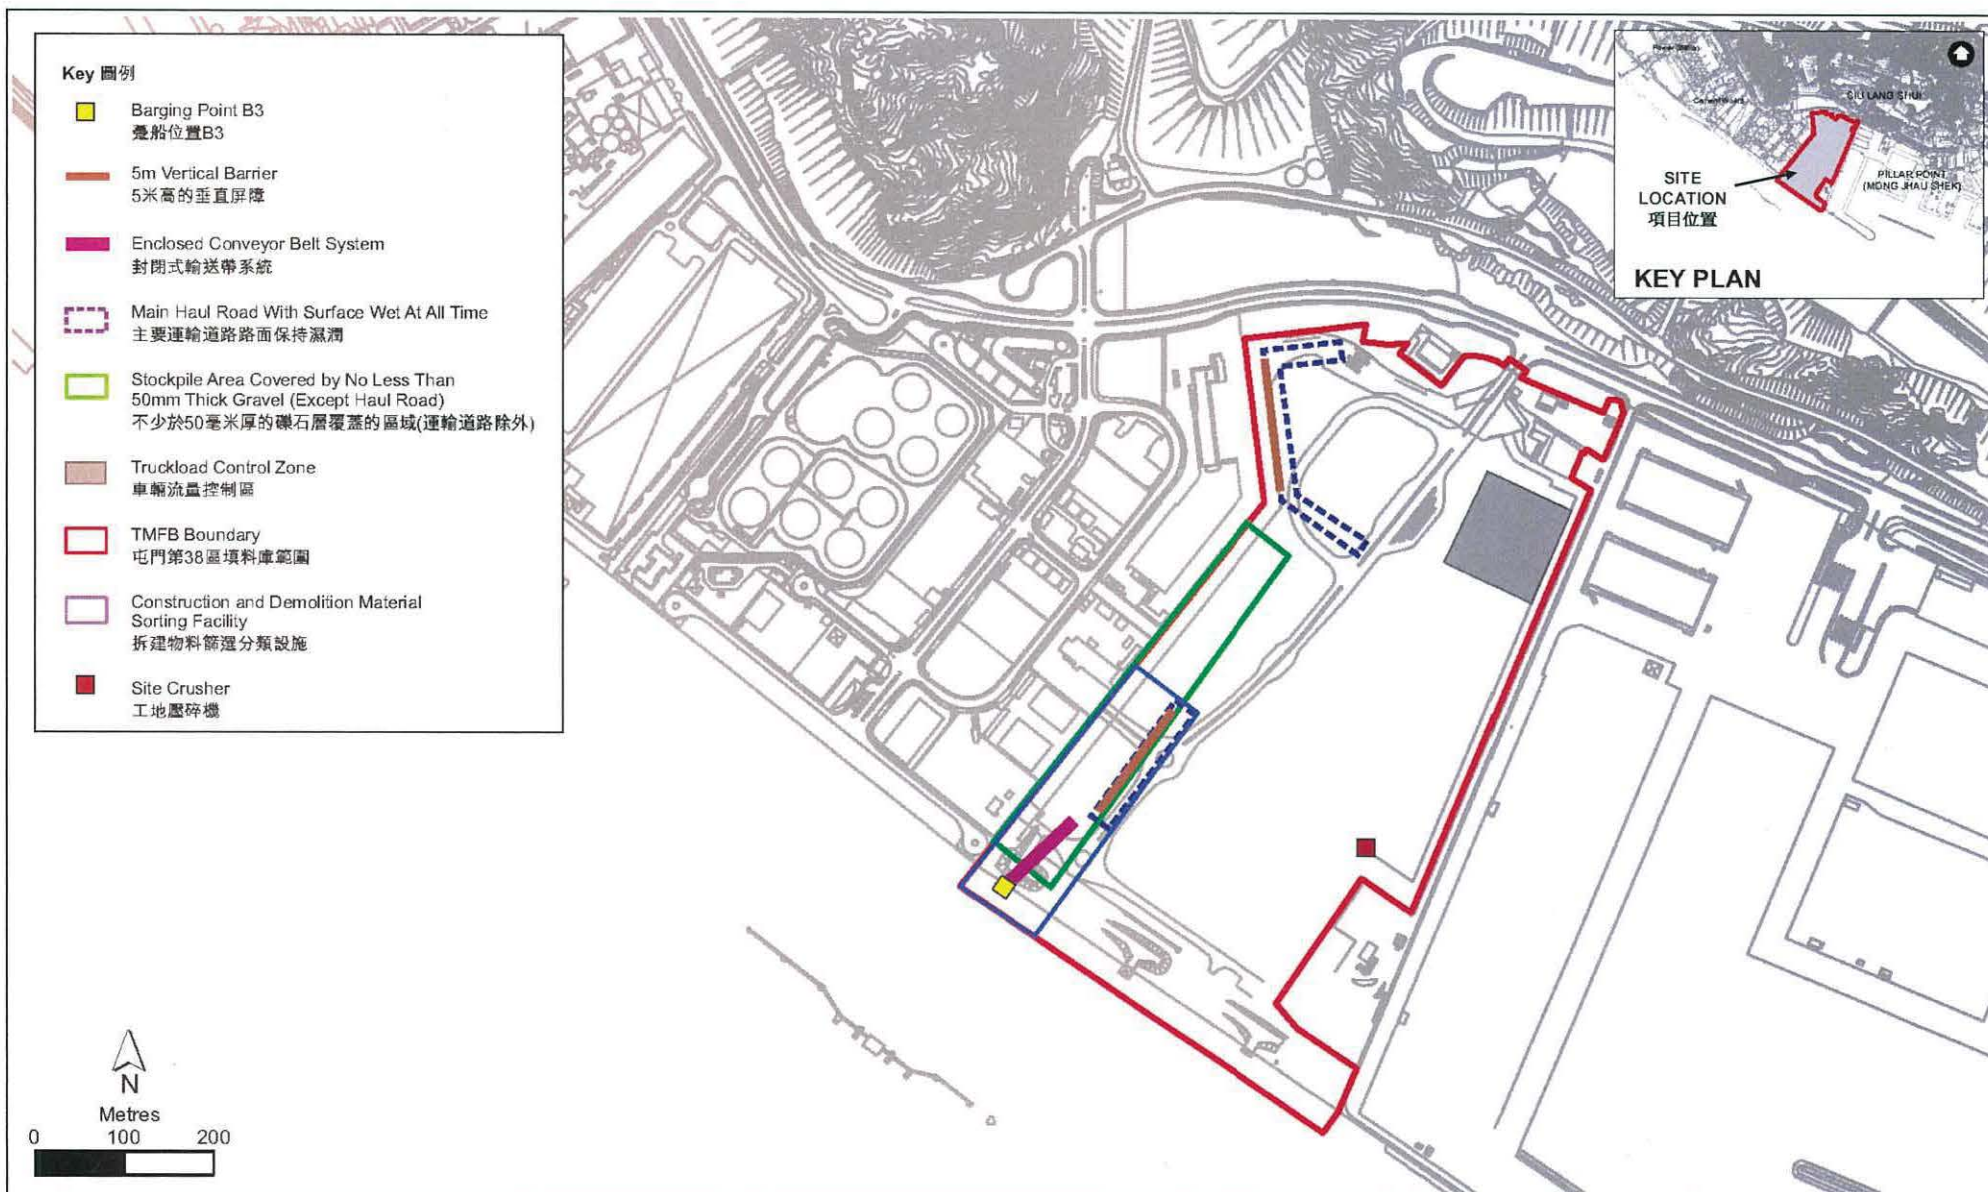 Key 圖例
Barging Point B3
躉船位置B3
5m Vertical Barrier
5米高的垂直屏障
Enclosed Conveyor Belt System
封閉式輸送帶系統
Main Haul Road With Surface Wet At All Time
主要運輸道路路面保持濕潤
Stockpile Area Covered by No Less Than
50mm Thick Gravel (Except Haul Road)
不少於50毫米厚的礫石層覆蓋的區域(運輸道路除外)
Truckload Control Zone
車輛流量控制區
TMFB Boundary
屯門第38區填料庫範圍
Construction and Demolition Material
Sorting Facility
拆建物料篩選分類設施
Site Crusher
工地壓碎機
N
Metres
0 100 200
SIU LANG SHUI
PILLAR POINT
(MONG JHAU SHEK)
SITE
LOCATION
項目位置
KEY PLAN